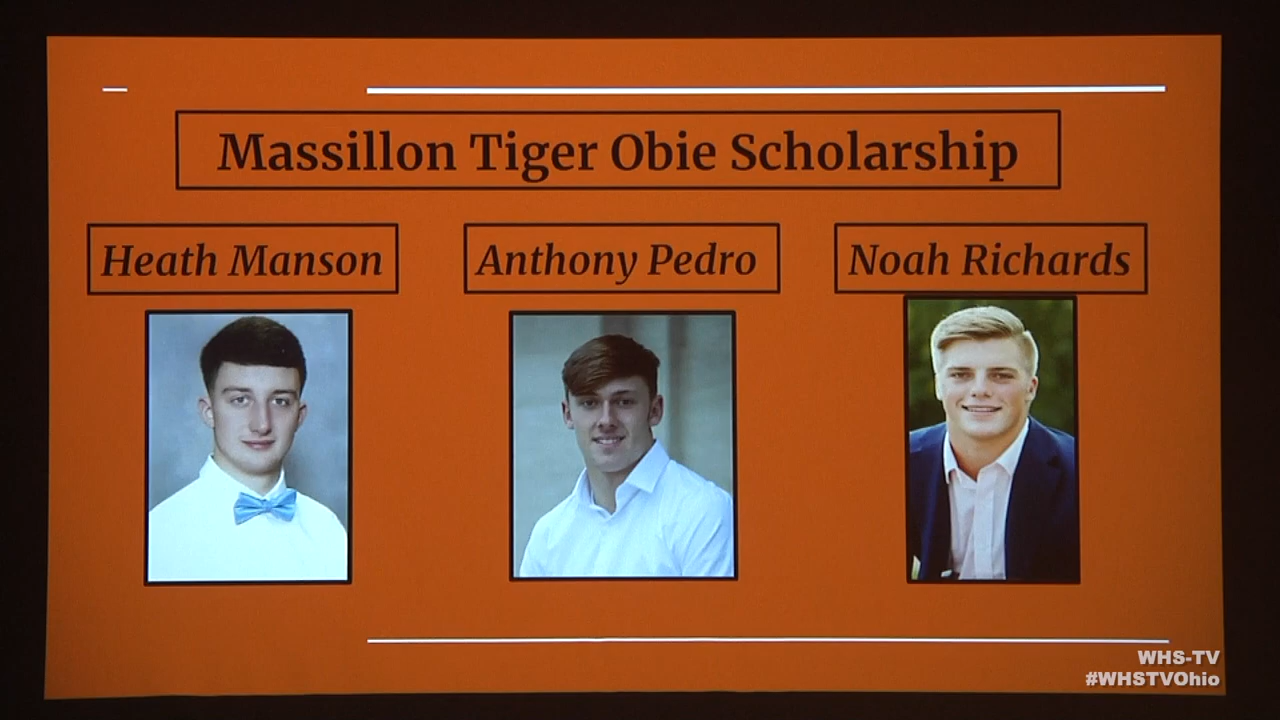 Massillon Tiger Obie Scholarship
Heath Manson
Anthony Pedro
Noah Richards
WHS-TV
#WHSTVOhio